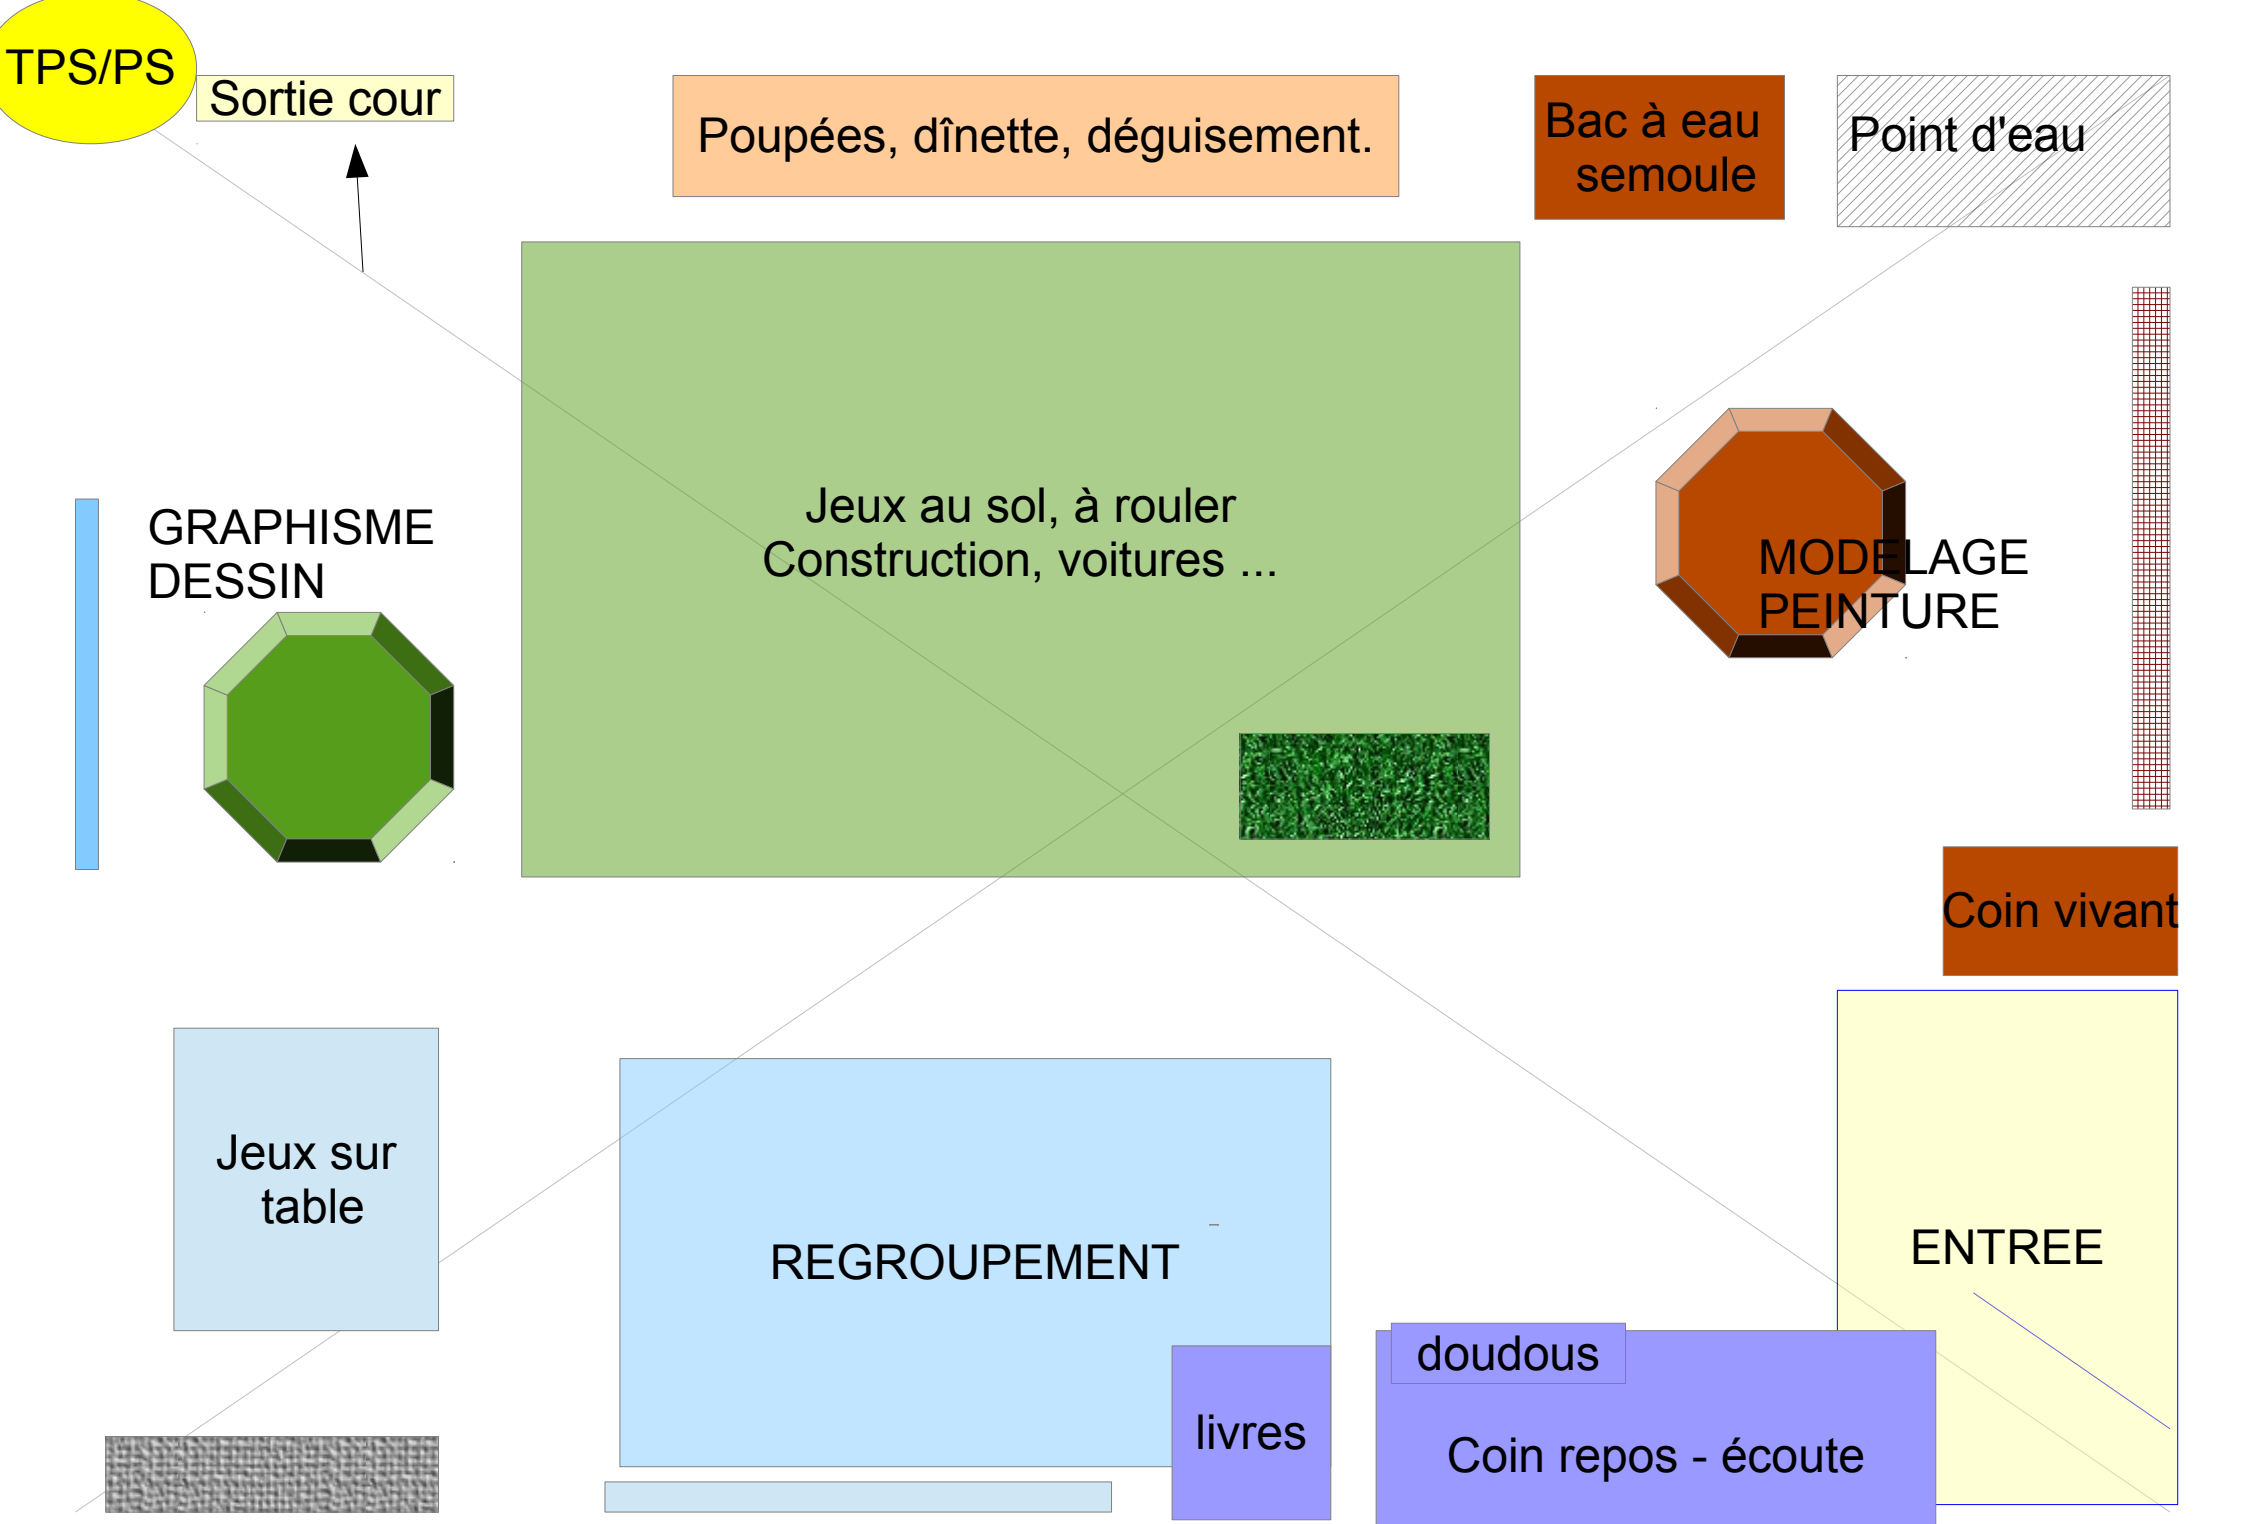 TPS/PS
Sortie cour
Poupées, dînette, déguisement.
Bac à eau
semoule
Point d'eau
Jeux au sol, à rouler
Construction, voitures ...
GRAPHISME
DESSIN
MODELAGE
PEINTURE
Coin vivant
Jeux sur
table
REGROUPEMENT
ENTREE
doudous
livres
Coin repos - écoute